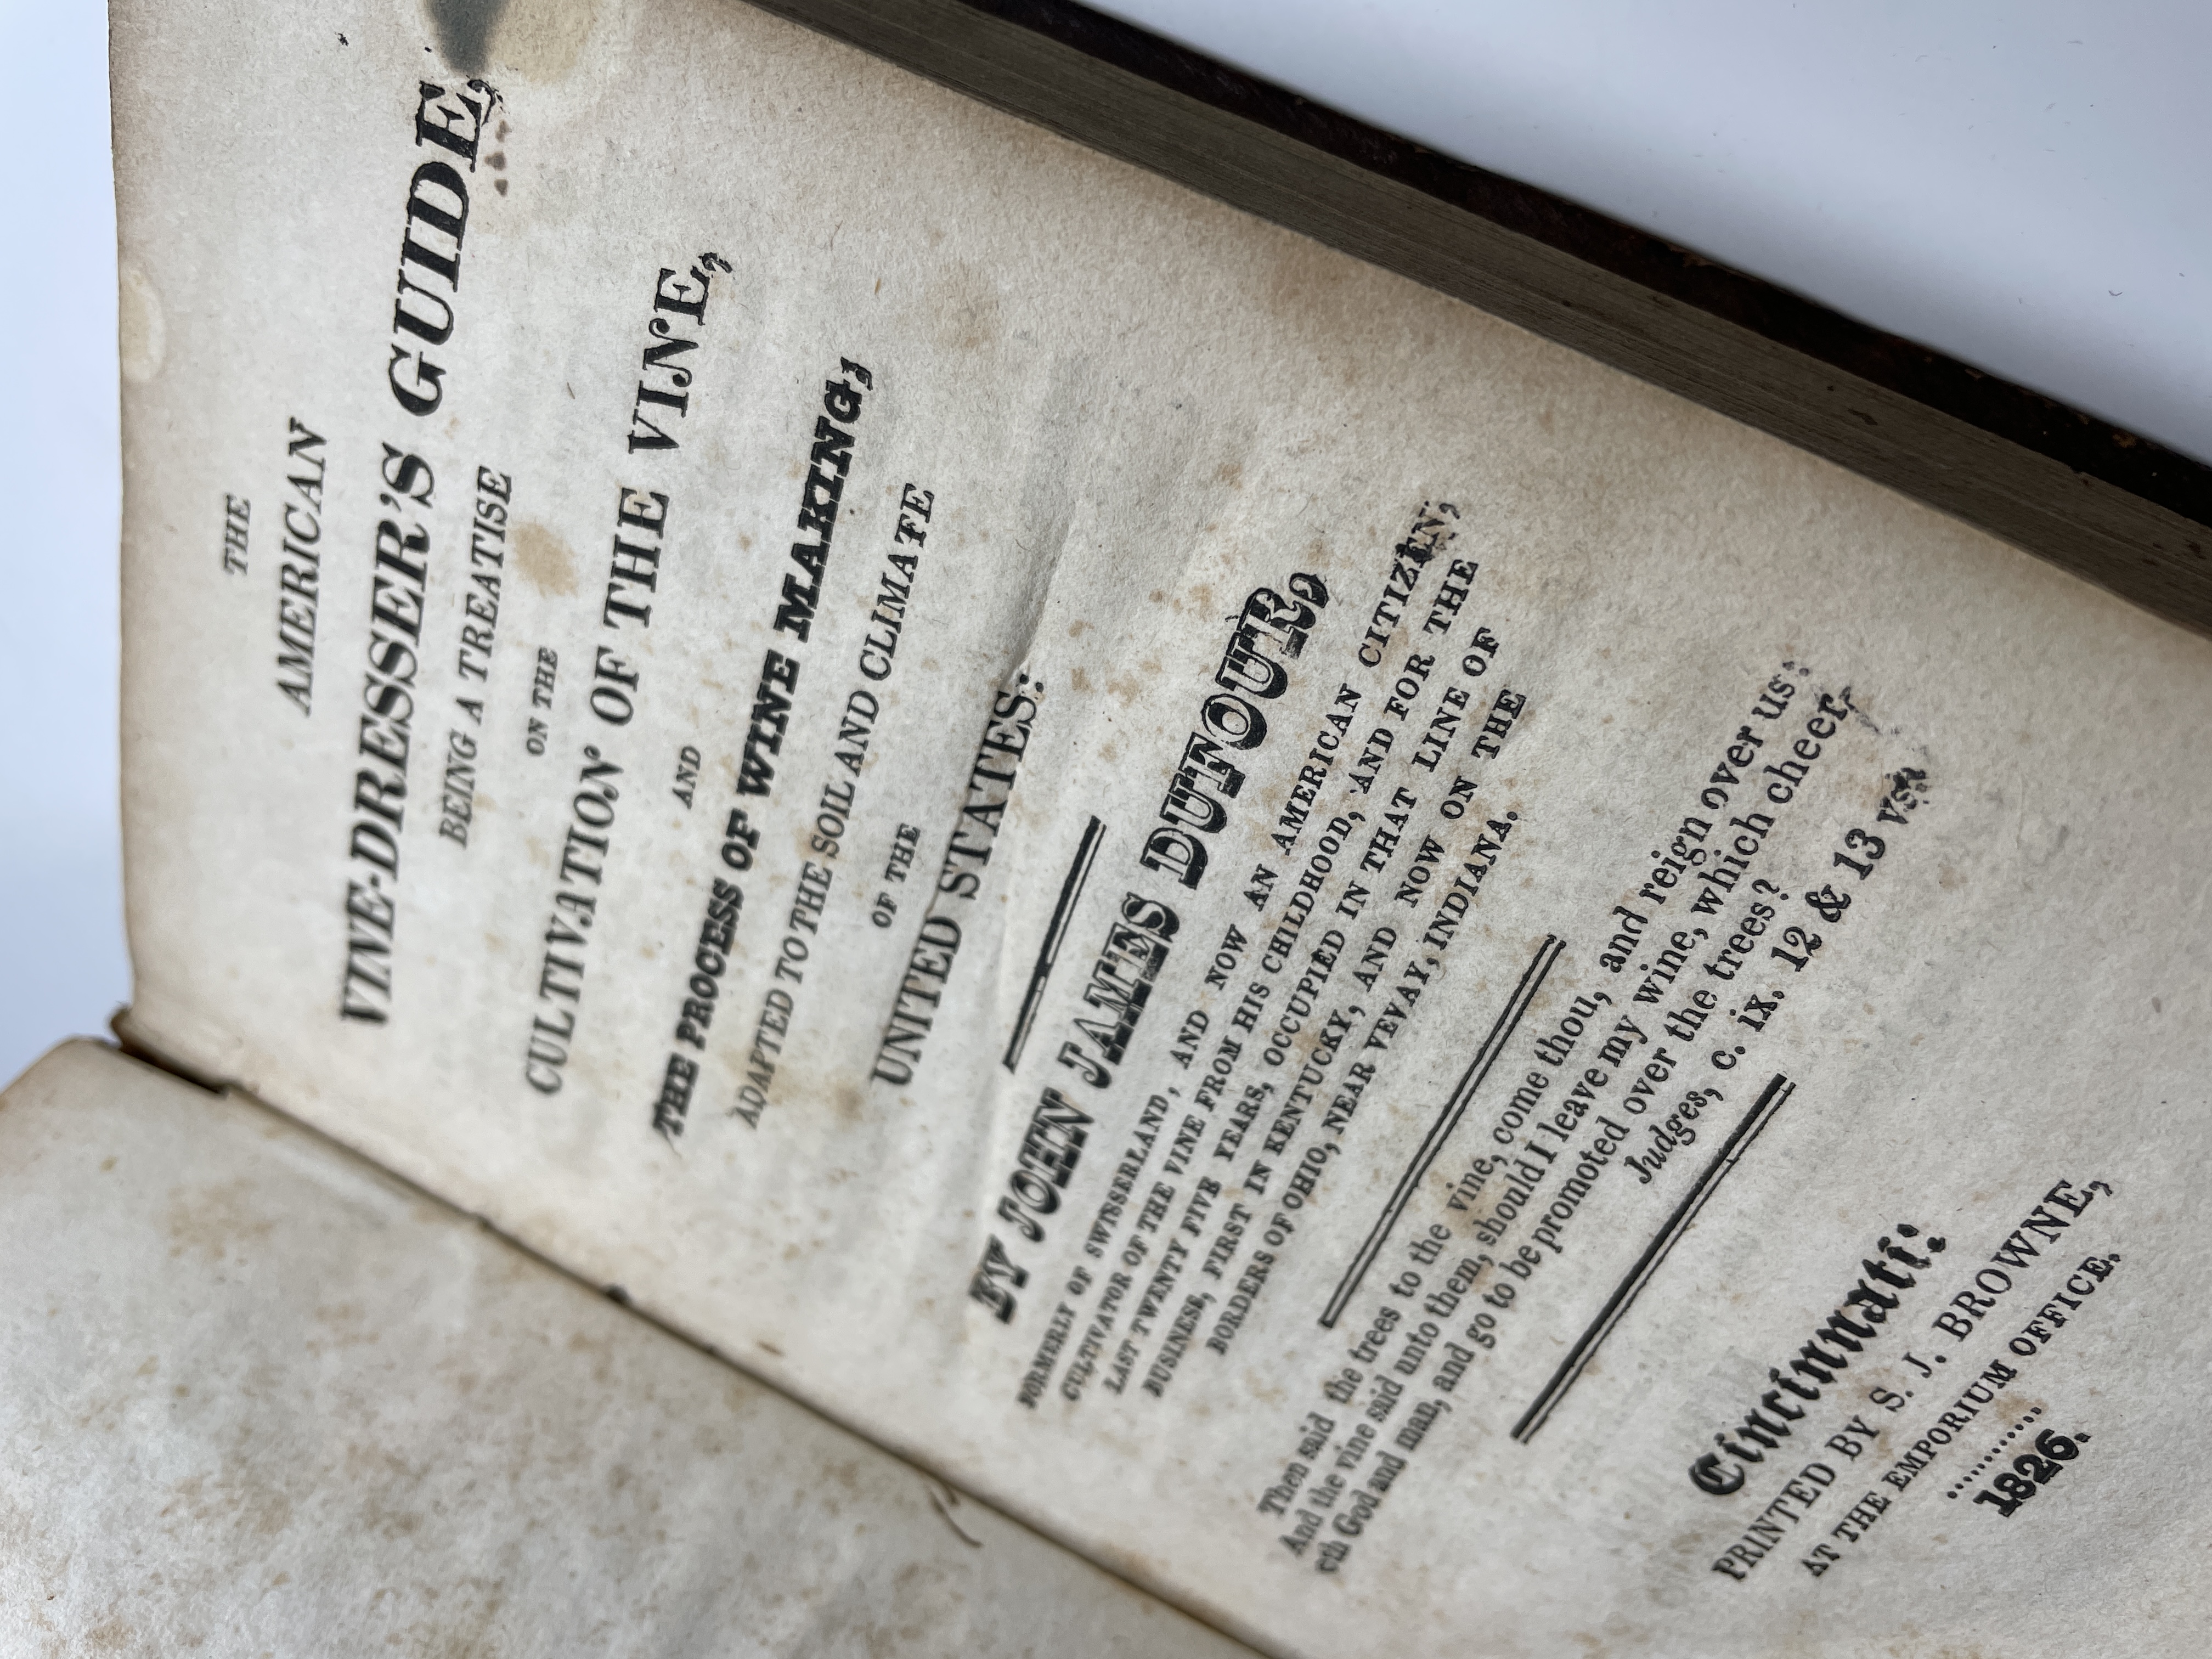 THE
AMERICAN
VINE-DRESSER'S GUIDE,
BEING A TREATISE
ON THE
CULTIVATION OF THE VINE,
AND
THE PROCESS OF WINE MAKING;
ADAPTED TO THE SOIL AND CLIMATE
OF THE
UNITED STATES:
BY JOHN JAMES DUFOUR,
FORMERLY OF SWISSERLAND, AND NOW AN AMERICAN CITIZEN,
CULTIVATOR OF THE VINE FROM HIS CHILDHOOD, AND FOR THE
LAST TWENTY FIVE YEARS, OCCUPIED IN THAT LINE OF
BUSINESS, FIRST IN KENTUCKY, AND NOW ON THE
BORDERS OF OHIO, NEAR VEVAY, INDIANA.
Then said the trees to the vine, come thou, and reign over us:
And the vine said unto them, should I leave my wine, which cheer
eth God and man, and go to be promoted over the trees?
Judges, c. ix. 12 & 13 vs.
Cincinnati:
PRINTED BY S. J. BROWNE,
AT THE EMPORIUM OFFICE.
...........
1826.